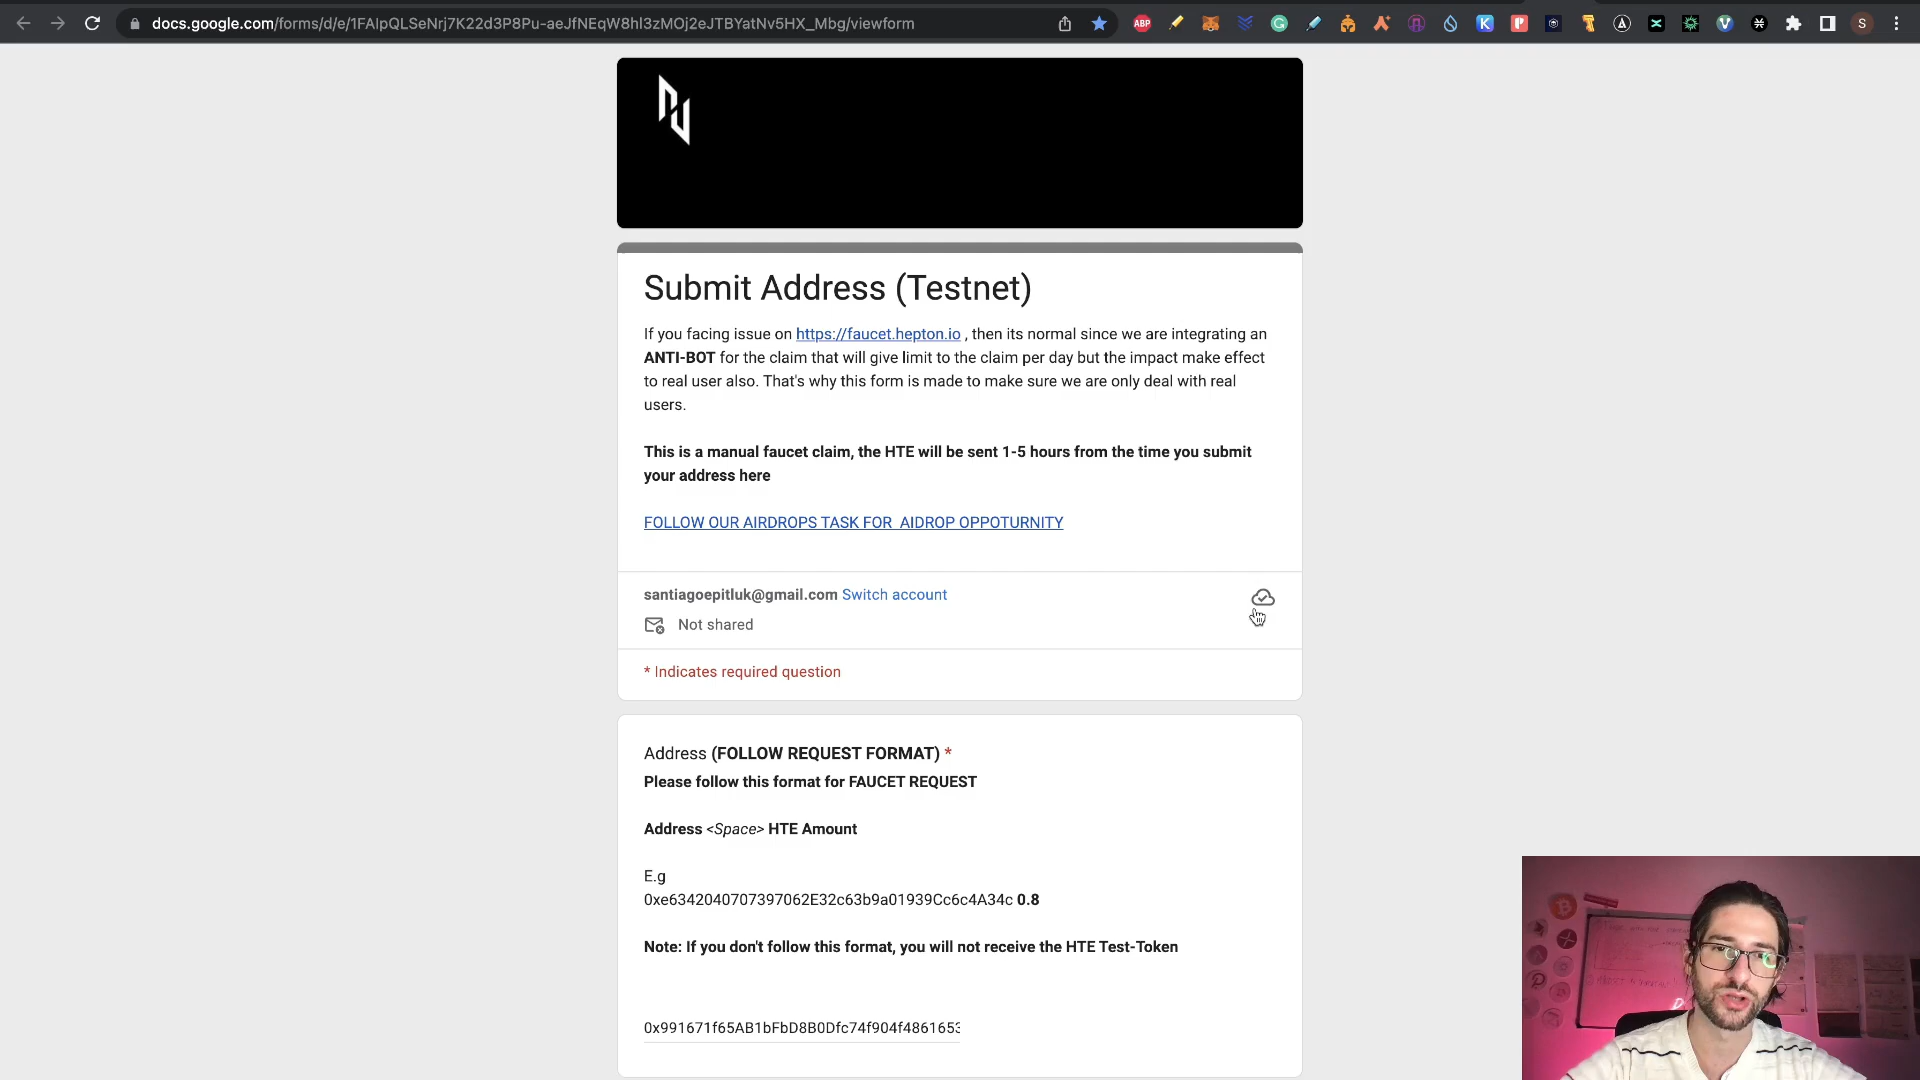 docs.google.com/forms/d/e/1FAIpQLSeNrj7K22d3P8Pu-aeJfNEqW8hl3zMOj2eJTBYatNv5HX_Mbg/viewform
ABP
S
Submit Address (Testnet)
If you facing issue on https://faucet.hepton.io , then its normal since we are integrating an
ANTI-BOT for the claim that will give limit to the claim per day but the impact make effect
to real user also. That's why this form is made to make sure we are only deal with real
users.
This is a manual faucet claim, the HTE will be sent 1-5 hours from the time you submit
your address here
FOLLOW OUR AIRDROPS TASK FOR AIDROP OPPOTURNITY
santiagoepitluk@gmail.com Switch account
Not shared
* Indicates required question
Address (FOLLOW REQUEST FORMAT) *
Please follow this format for FAUCET REQUEST
Address <Space> HTE Amount
E.g
0xe6342040707397062E32c63b9a01939Cc6c4A34c 0.8
Note: If you don't follow this format, you will not receive the HTE Test-Token
0x991671f65AB1bFbD8B0Dfc74f904f4861653